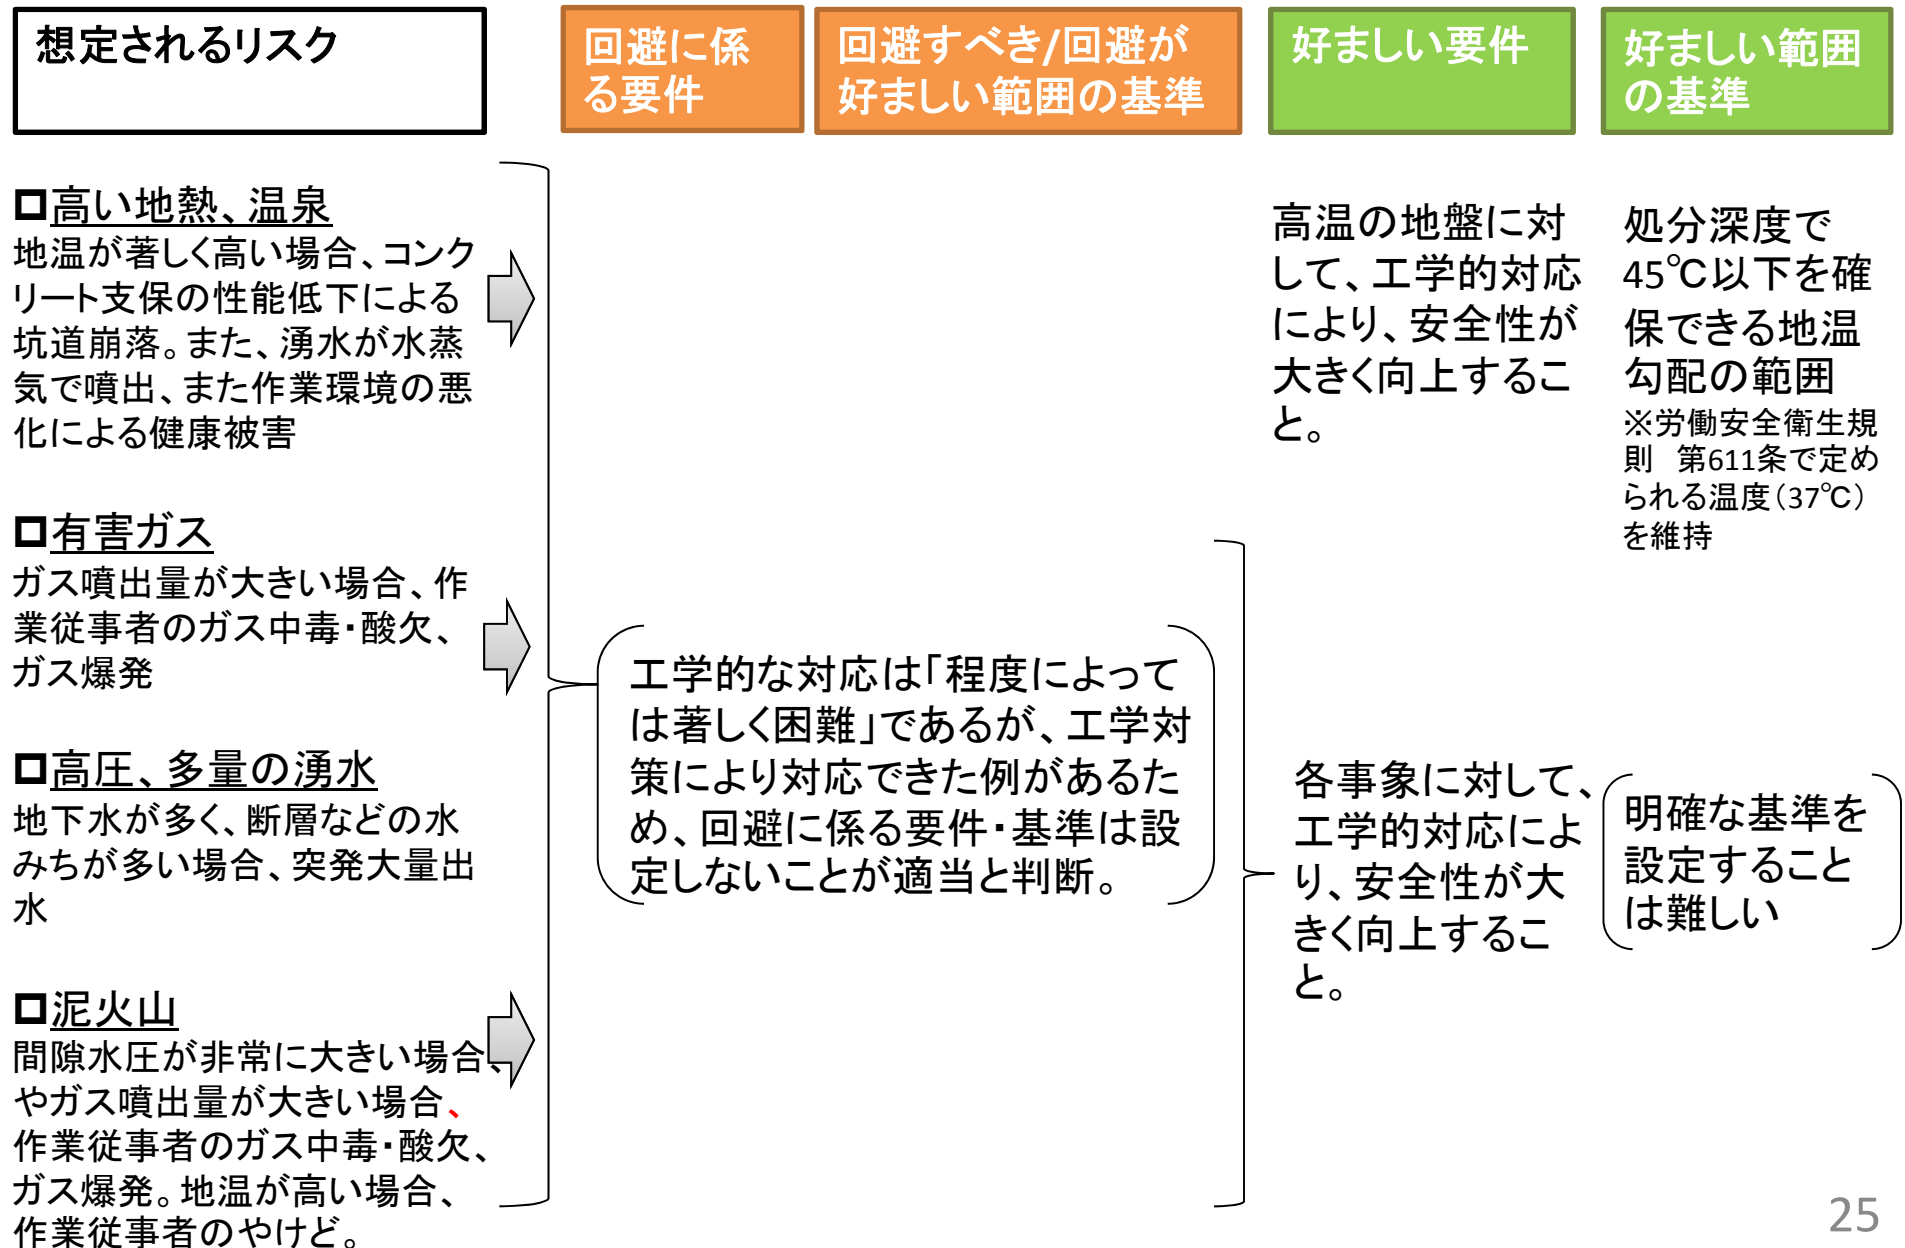 想定されるリスク
回避に係
る要件
回避すべき/回避が
好ましい範囲の基準
好ましい要件
好ましい範囲
の基準
□高い地熱、温泉
地温が著しく高い場合、コンク
リート支保の性能低下による
坑道崩落。また、湧水が水蒸
気で噴出、また作業環境の悪
化による健康被害
□有害ガス
ガス噴出量が大きい場合、作
業従事者のガス中毒・酸欠、
ガス爆発
□高圧、多量の湧水
地下水が多く、断層などの水
みちが多い場合、突発大量出
水
□泥火山
間隙水圧が非常に大きい場合、
やガス噴出量が大きい場合、
作業従事者のガス中毒・酸欠、
ガス爆発。地温が高い場合、
作業従事者のやけど。
工学的な対応は「程度によって
は著しく困難」であるが、工学対
策により対応できた例があるた
め、回避に係る要件・基準は設
定しないことが適当と判断。
高温の地盤に対
して、工学的対応
により、安全性が
大きく向上するこ
と。
処分深度で
45℃以下を確
保できる地温
勾配の範囲
※労働安全衛生規
則　第611条で定め
られる温度（37℃）
を維持
各事象に対して、
工学的対応によ
り、安全性が大
きく向上するこ
と。
明確な基準を
設定すること
は難しい
25